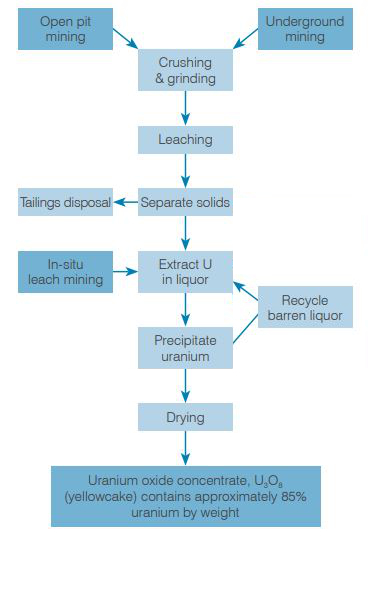 Open pit
mining
Underground
mining
Crushing
& grinding
Leaching
Tailings disposal
Separate solids
In-situ
leach mining
Extract U
in liquor
Recycle
barren liquor
Precipitate
uranium
Drying
Uranium oxide concentrate, U₃O₈
(yellowcake) contains approximately 85%
uranium by weight